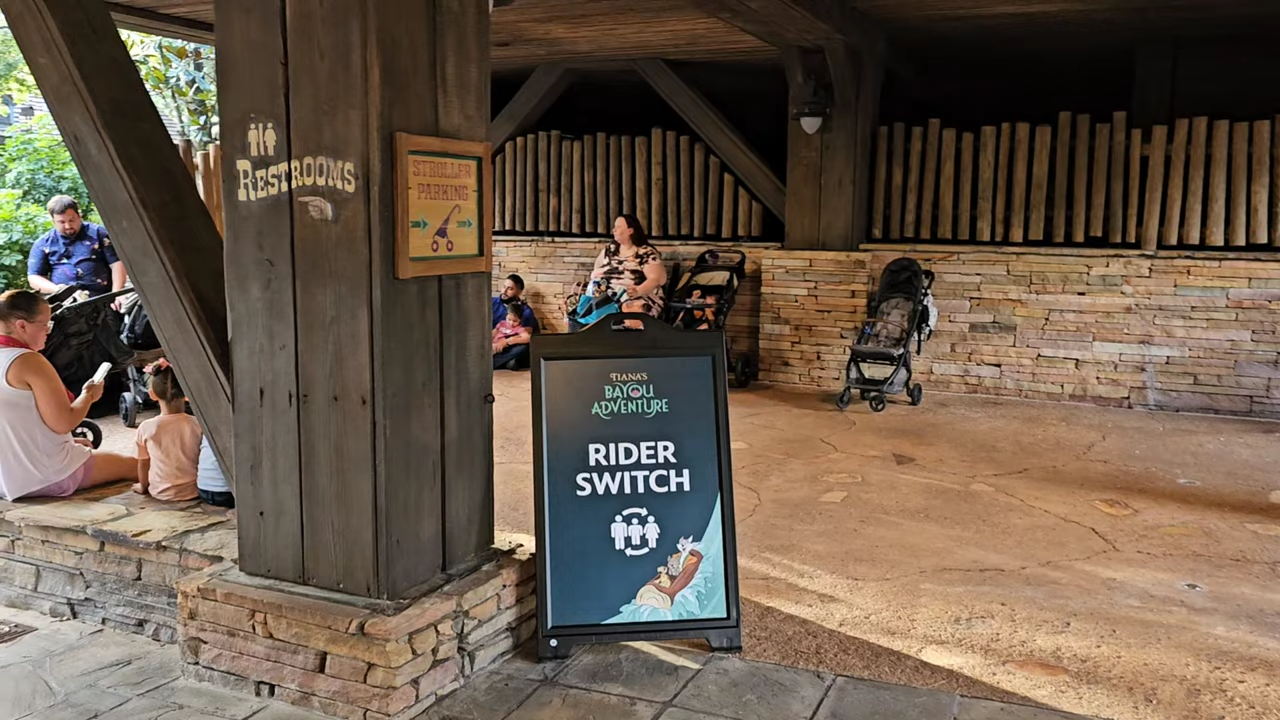 RESTROOMS
STROLLER
PARKING
TIANA'S
BAYOU
ADVENTURE
RIDER
SWITCH